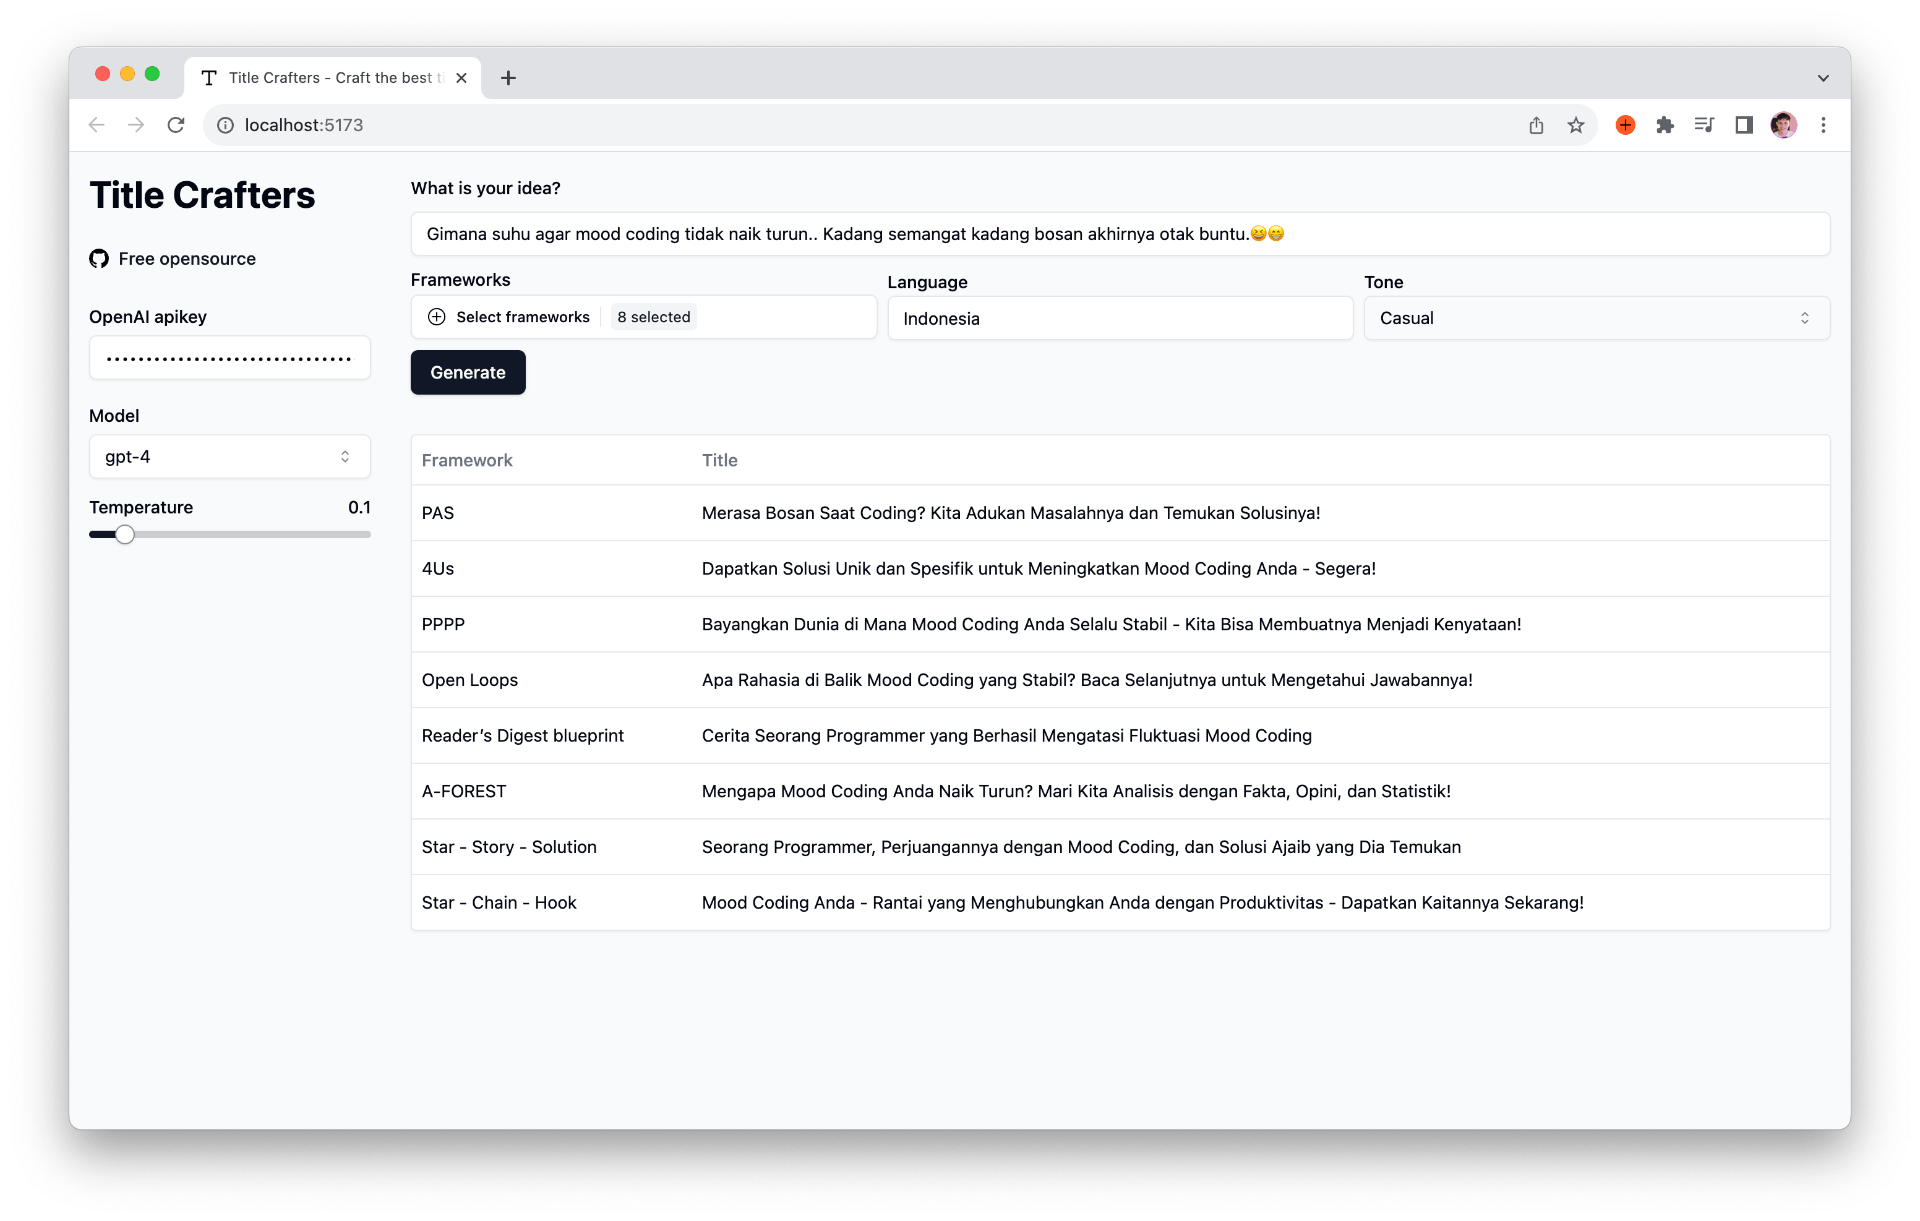 Title Crafters - Craft the best
localhost:5173
Title Crafters
Free opensource
OpenAI apikey
Model
gpt-4
Temperature 0.1
What is your idea?
Gimana suhu agar mood coding tidak naik turun.. Kadang semangat kadang bosan akhirnya otak buntu.😆😁
Frameworks
Select frameworks 8 selected
Language
Indonesia
Tone
Casual
Generate
Framework Title
PAS Merasa Bosan Saat Coding? Kita Adukan Masalahnya dan Temukan Solusinya!
4Us Dapatkan Solusi Unik dan Spesifik untuk Meningkatkan Mood Coding Anda - Segera!
PPPP Bayangkan Dunia di Mana Mood Coding Anda Selalu Stabil - Kita Bisa Membuatnya Menjadi Kenyataan!
Open Loops Apa Rahasia di Balik Mood Coding yang Stabil? Baca Selanjutnya untuk Mengetahui Jawabannya!
Reader’s Digest blueprint Cerita Seorang Programmer yang Berhasil Mengatasi Fluktuasi Mood Coding
A-FOREST Mengapa Mood Coding Anda Naik Turun? Mari Kita Analisis dengan Fakta, Opini, dan Statistik!
Star - Story - Solution Seorang Programmer, Perjuangannya dengan Mood Coding, dan Solusi Ajaib yang Dia Temukan
Star - Chain - Hook Mood Coding Anda - Rantai yang Menghubungkan Anda dengan Produktivitas - Dapatkan Kaitannya Sekarang!